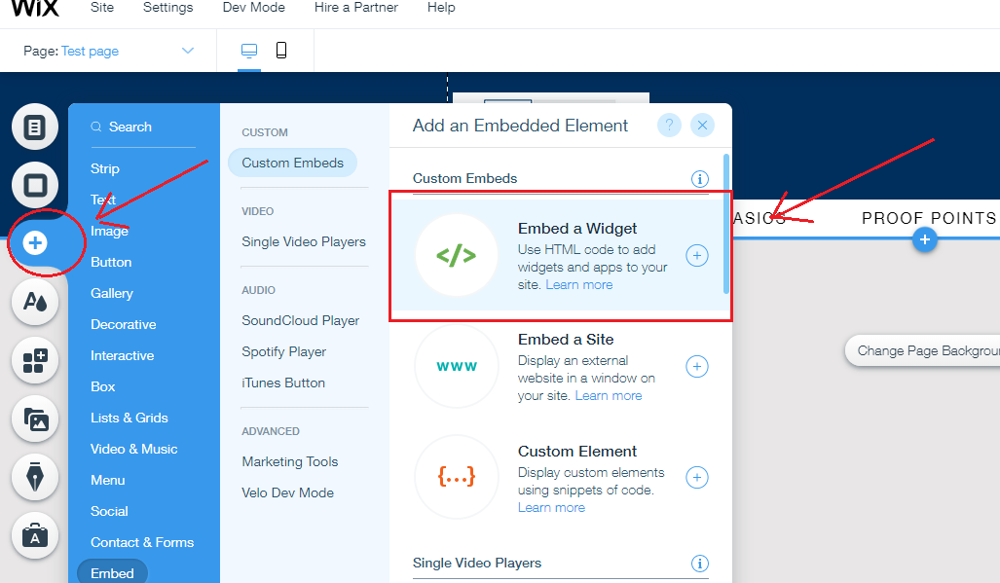 WiX
Site
Settings
Dev Mode
Hire a Partner
Help
Page: Test page
Search
Strip
Text
Image
Button
Gallery
Decorative
Interactive
Box
Lists & Grids
Video & Music
Menu
Social
Contact & Forms
Embed
CUSTOM
Custom Embeds
VIDEO
Single Video Players
AUDIO
SoundCloud Player
Spotify Player
iTunes Button
ADVANCED
Marketing Tools
Velo Dev Mode
Add an Embedded Element
?
Custom Embeds
i
</>
Embed a Widget
Use HTML code to add
widgets and apps to your
site. Learn more
www
Embed a Site
Display an external
website in a window on
your site. Learn more
{...}
Custom Element
Display custom elements
using snippets of code.
Learn more
Single Video Players
i
ASICS
PROOF POINTS
Change Page Backgrou
A
A